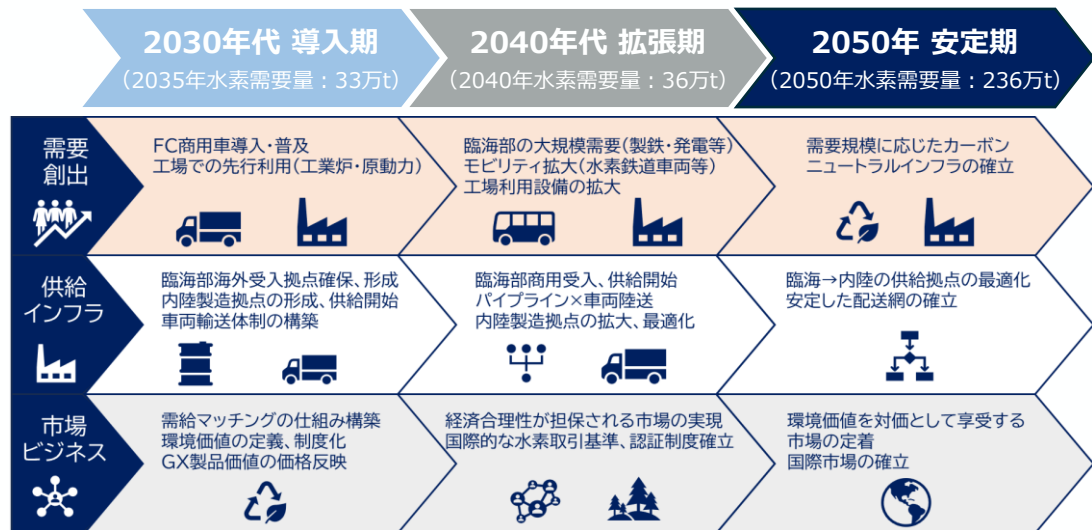 2030年代 導入期
(2035年水素需要量：33万t)
2040年代 拡張期
(2040年水素需要量：36万t)
2050年 安定期
(2050年水素需要量：236万t)
需要
創出
FC商用車導入・普及
工場での先行利用(工業炉・原動力)
臨海部の大規模需要(製鉄・発電等)
モビリティ拡大(水素鉄道車両等)
工場利用設備の拡大
需要規模に応じたカーボン
ニュートラルインフラの確立
供給
インフラ
臨海部海外受入拠点確保、形成
内陸製造拠点の形成、供給開始
車両輸送体制の構築
臨海部商用受入、供給開始
パイプライン×車両陸送
内陸製造拠点の拡大、最適化
臨海→内陸の供給拠点の最適化
安定した配送網の確立
市場
ビジネス
需給マッチングの仕組み構築
環境価値の定義、制度化
GX製品価値の価格反映
経済合理性が担保される市場の実現
国際的な水素取引基準、認証制度確立
環境価値を対価として享受する
市場の定着
国際市場の確立